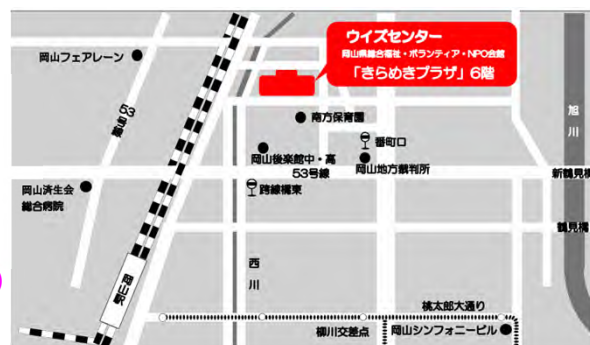 ウイズセンター
岡山県総合福祉・ボランティア・NPO会館
「きらめきプラザ」6階
岡山フェアレーン
53号線
旭川
南方保育園
番町口
岡山後楽館中・高
岡山地方裁判所
53号線
新鶴見橋
岡山済生会
総合病院
跨線橋東
鶴見橋
西川
岡山駅
桃太郎大通り
柳川交差点
岡山シンフォニービル